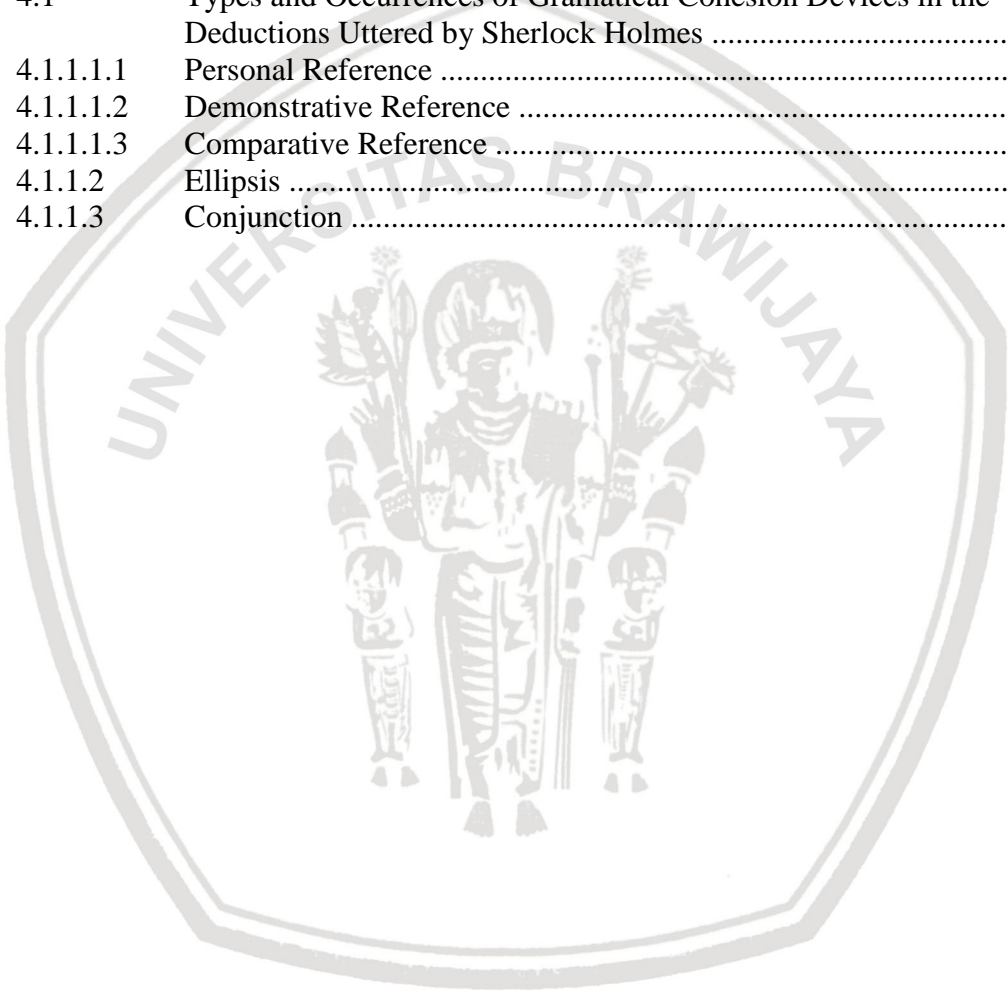 4.1 Types and Occurrences of Gramatical Cohesion Devices in the
Deductions Uttered by Sherlock Holmes ....................................
4.1.1.1.1 Personal Reference .......................................................................
4.1.1.1.2 Demonstrative Reference .............................................................
4.1.1.1.3 Comparative Reference ................................................................
4.1.1.2 Ellipsis ..........................................................................................
4.1.1.3 Conjunction ..................................................................................
UNIVERSITAS BRAWIJAYA